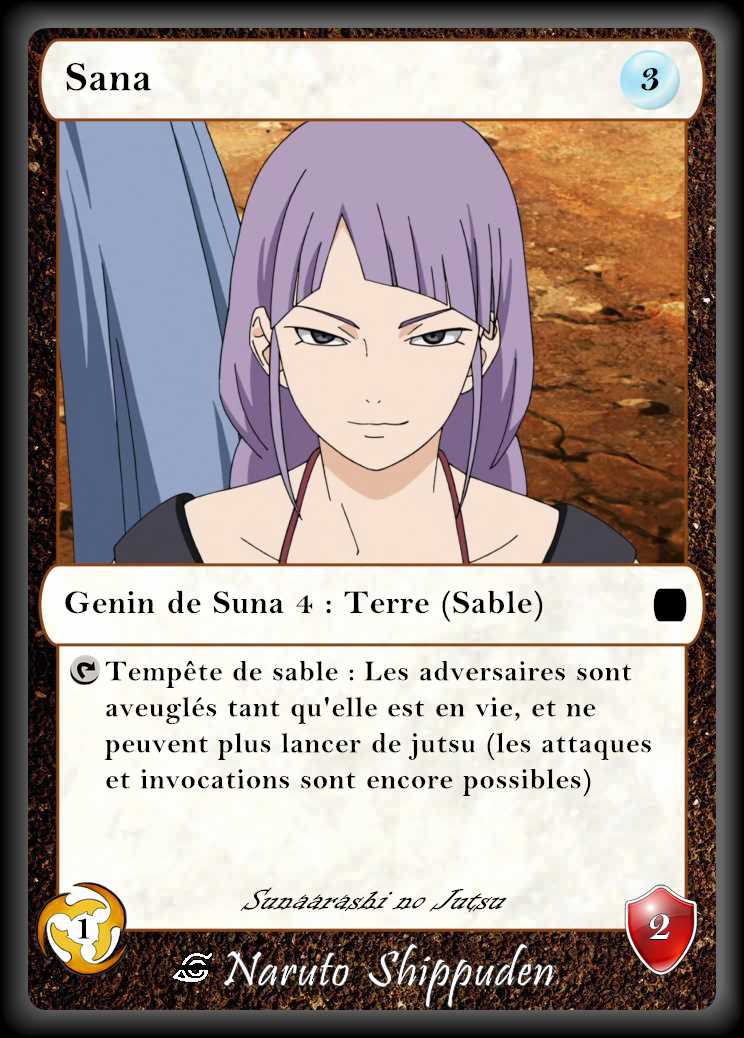 Sana 3
Genin de Suna 4 : Terre (Sable)
Tempête de sable : Les adversaires sont
aveuglés tant qu'elle est en vie, et ne
peuvent plus lancer de jutsu (les attaques
et invocations sont encore possibles)
Sunaarashi no Jutsu
1 2
Naruto Shippuden